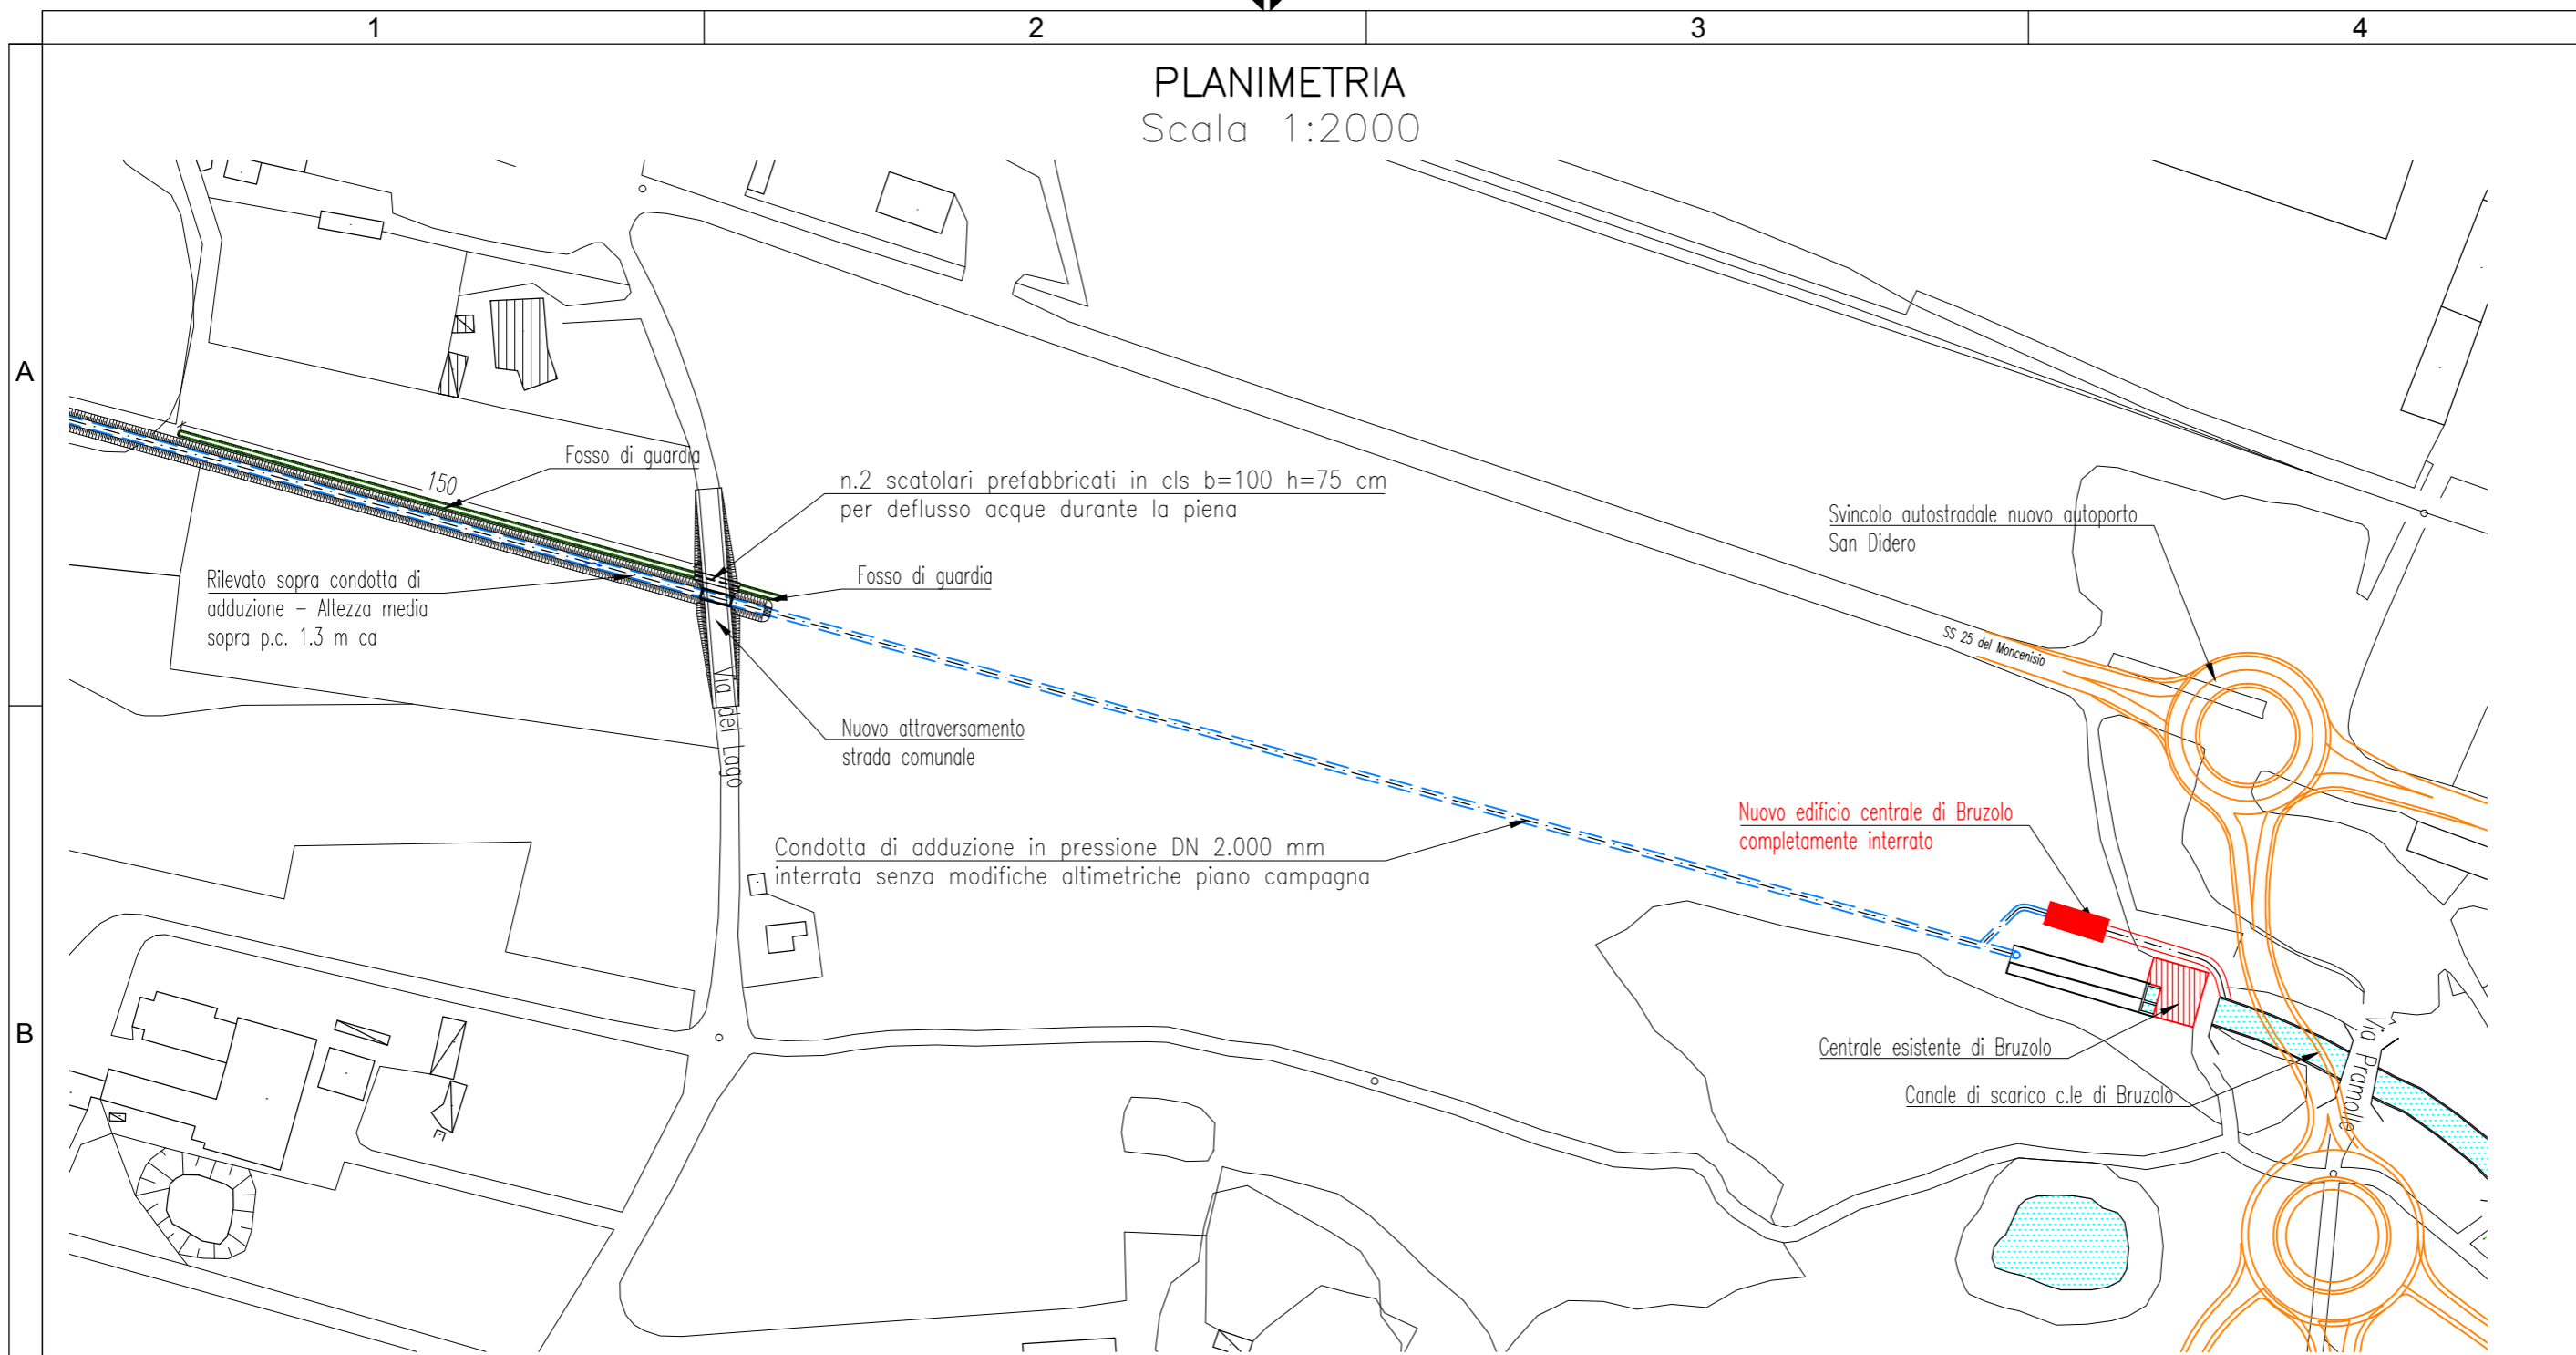 1
2
3
4
PLANIMETRIA
Scala 1:2000
A
B
Fosso di guardia
150
n.2 scatolari prefabbricati in cls b=100 h=75 cm
per deflusso acque durante la piena
Svincolo autostradale nuovo autoporto
San Didero
Rilevato sopra condotta di
adduzione - Altezza media
sopra p.c. 1.3 m ca
Fosso di guardia
SS 25 del Moncenisio
Via del Lago
Nuovo attraversamento
strada comunale
Nuovo edificio centrale di Bruzolo
completamente interrato
Condotta di adduzione in pressione DN 2.000 mm
interrata senza modifiche altimetriche piano campagna
Centrale esistente di Bruzolo
Canale di scarico c.le di Bruzolo
Via Pramolle